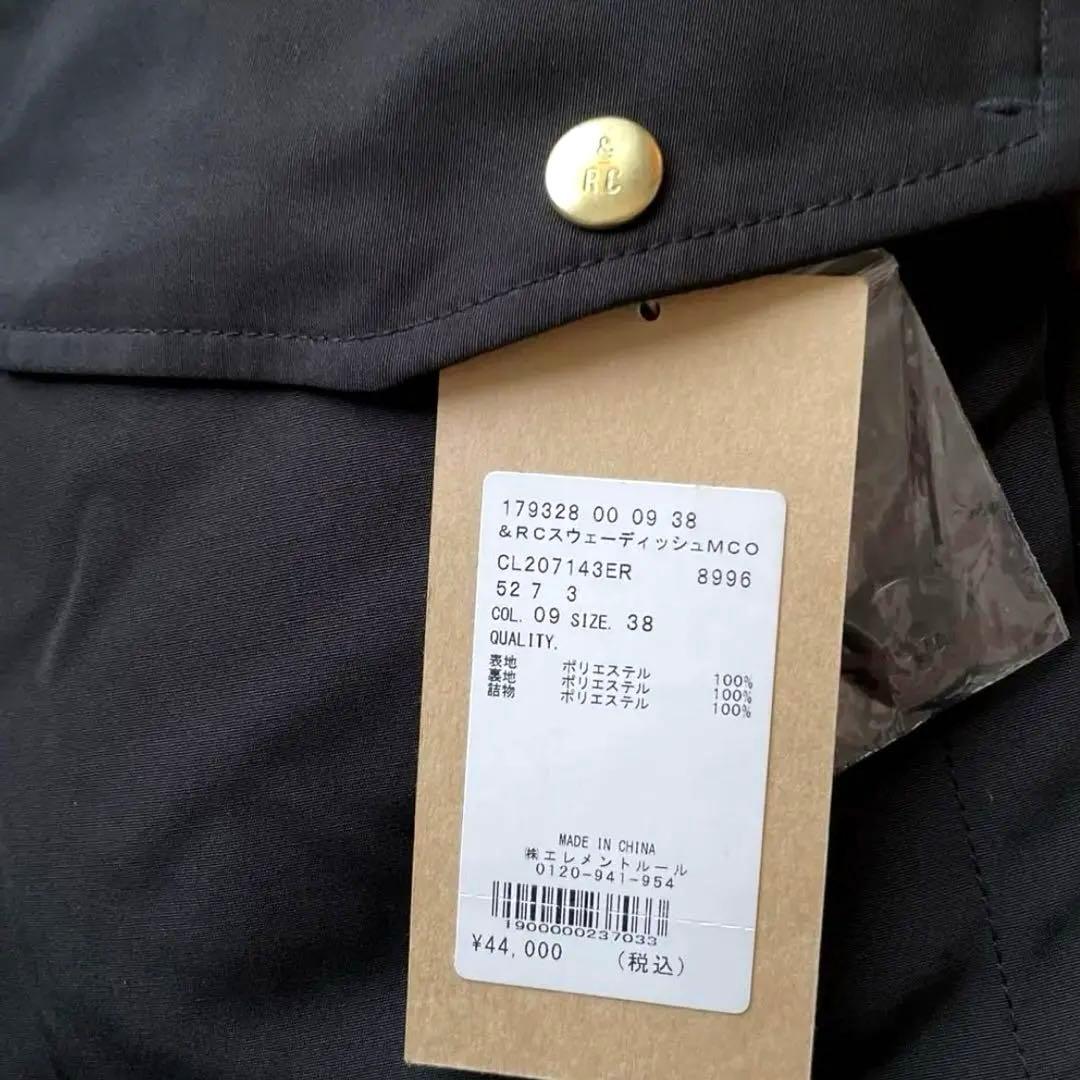 &
RC
179328 00 09 38
&RCスウェーディッシュMCO
CL207143ER 8996
52 7 3
COL. 09 SIZE. 38
QUALITY.
表地 ポリエステル 100%
裏地 ポリエステル 100%
詰物 ポリエステル 100%
MADE IN CHINA
㈱エレメントルール
0120-941-954
1900000237033
¥44,000 (税込)